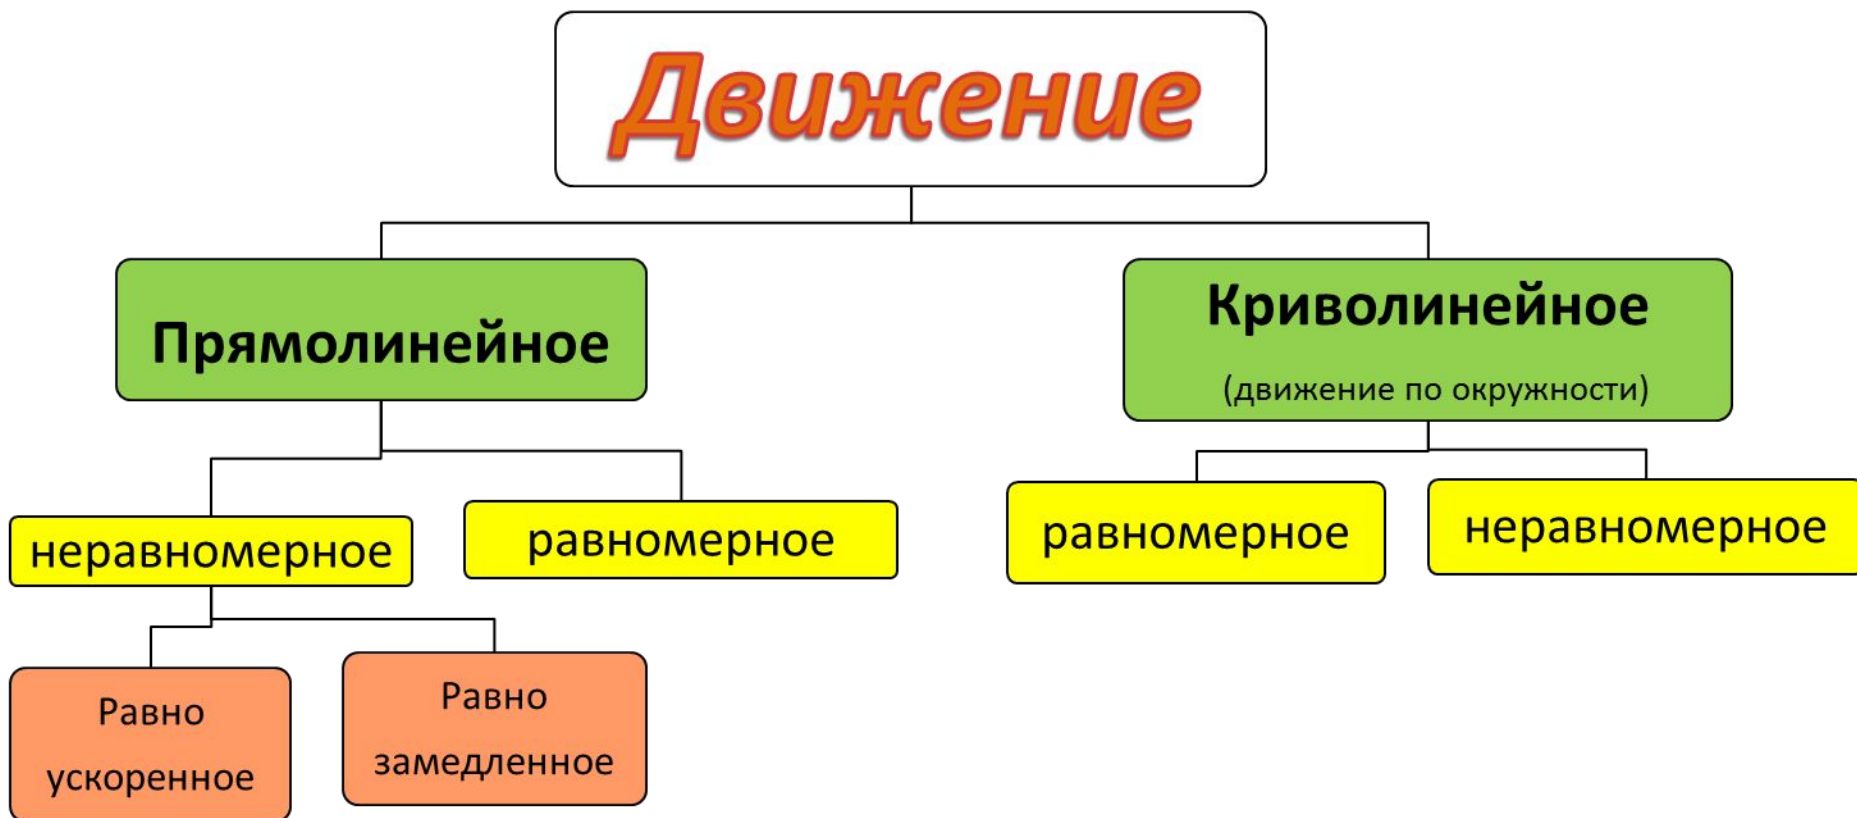 Движение
Прямолинейное
Криволинейное
(движение по окружности)
неравномерное
равномерное
равномерное
неравномерное
Равно
ускоренное
Равно
замедленное